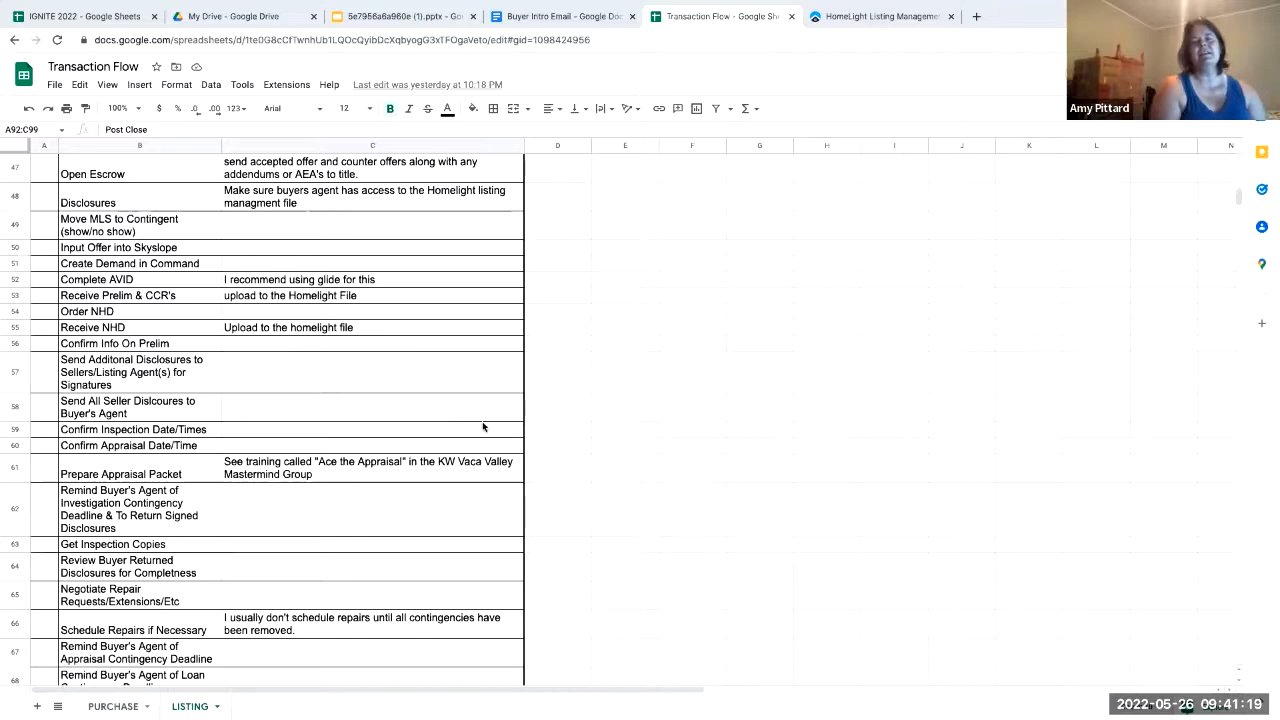 IGNITE 2022 - Google Sheets
My Drive - Google Drive
5e7956a6a960e (1).pptx - Go
Buyer Intro Email - Google Doc
Transaction Flow - Google She
HomeLight Listing Manageme
docs.google.com/spreadsheets/d/1te0G8cCfTwnhUb1LQOcQyibDcXqbyogG3xTFOgaVeto/edit#gid=1098424956
Transaction Flow
File Edit View Insert Format Data Tools Extensions Help Last edit was yesterday at 10:18 PM
100% $ % .0 .00 123 Arial 12 B I S A
Amy Pittard
A92:C99 fx Post Close
A B C D E F G H I J K L M N
47 Open Escrow
send accepted offer and counter offers along with any
addendums or AEA's to title.
48 Disclosures
Make sure buyers agent has access to the Homelight listing
managment file
49 Move MLS to Contingent
(show/no show)
50 Input Offer into Skyslope
51 Create Demand in Command
52 Complete AVID I recommend using glide for this
53 Receive Prelim & CCR's upload to the Homelight File
54 Order NHD
55 Receive NHD Upload to the homelight file
56 Confirm Info On Prelim
57 Send Additonal Disclosures to
Sellers/Listing Agent(s) for
Signatures
58 Send All Seller Dislcoures to
Buyer's Agent
59 Confirm Inspection Date/Times
60 Confirm Appraisal Date/Time
61 Prepare Appraisal Packet
See training called "Ace the Appraisal" in the KW Vaca Valley
Mastermind Group
62 Remind Buyer's Agent of
Investigation Contingency
Deadline & To Return Signed
Disclosures
63 Get Inspection Copies
64 Review Buyer Returned
Disclosures for Completness
65 Negotiate Repair
Requests/Extensions/Etc
66 Schedule Repairs if Necessary
I usually don't schedule repairs until all contingencies have
been removed.
67 Remind Buyer's Agent of
Appraisal Contingency Deadline
68 Remind Buyer's Agent of Loan
PURCHASE LISTING
2022-05-26 09:41:19